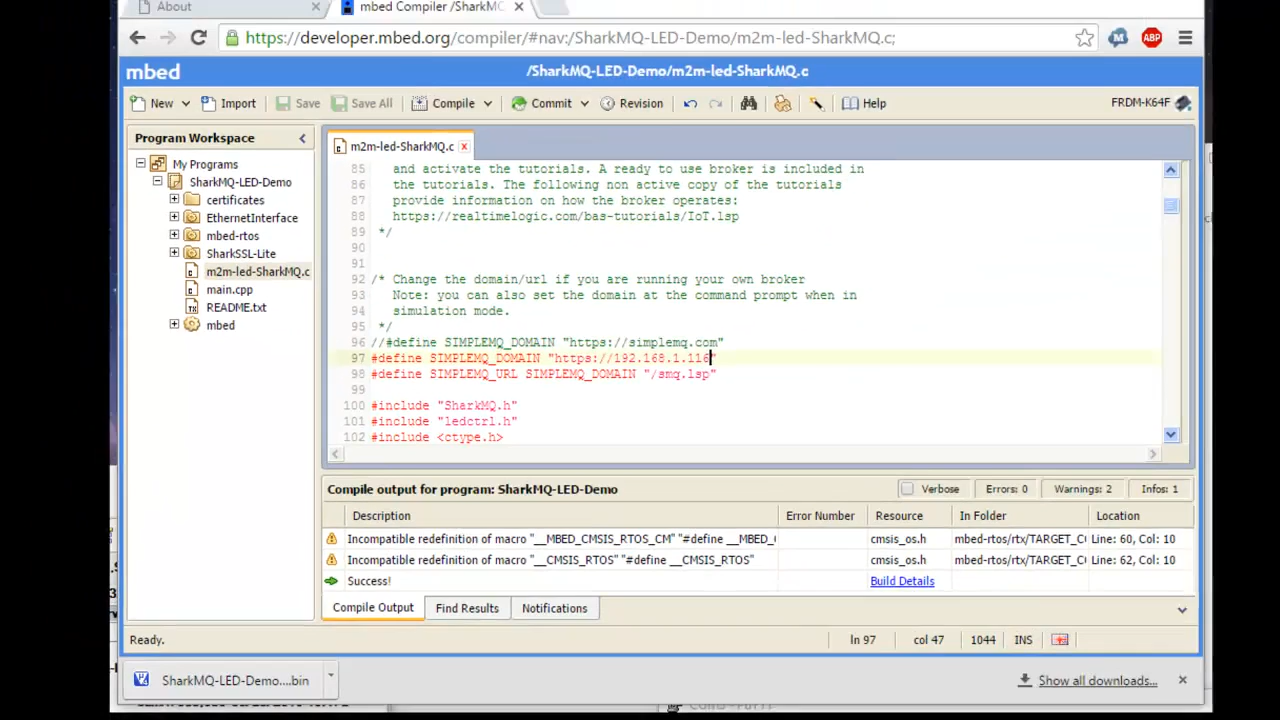 About x mbed Compiler /SharkMC x
https://developer.mbed.org/compiler/#nav:/SharkMQ-LED-Demo/m2m-led-SharkMQ.c;
ABP
mbed /SharkMQ-LED-Demo/m2m-led-SharkMQ.c
New Import Save Save All Compile Commit Revision Help FRDM-K64F
Program Workspace
My Programs
SharkMQ-LED-Demo
certificates
EthernetInterface
mbed-rtos
SharkSSL-Lite
m2m-led-SharkMQ.c
main.cpp
README.txt
mbed
m2m-led-SharkMQ.c x
85 and activate the tutorials. A ready to use broker is included in
86 the tutorials. The following non active copy of the tutorials
87 provide information on how the broker operates:
88 https://realtimelogic.com/bas-tutorials/IoT.lsp
89 */
90
91
92 /* Change the domain/url if you are running your own broker
93 Note: you can also set the domain at the command prompt when in
94 simulation mode.
95 */
96 //#define SIMPLEMQ_DOMAIN "https://simplemq.com"
97 #define SIMPLEMQ_DOMAIN "https://192.168.1.116"
98 #define SIMPLEMQ_URL SIMPLEMQ_DOMAIN "/smq.lsp"
99
100 #include "SharkMQ.h"
101 #include "ledctrl.h"
102 #include <ctype.h>
Compile output for program: SharkMQ-LED-Demo Verbose Errors: 0 Warnings: 2 Infos: 1
Description Error Number Resource In Folder Location
Incompatible redefinition of macro "__MBED_CMSIS_RTOS_CM" "#define __MBED_( cmsis_os.h mbed-rtos/rtx/TARGET_C( Line: 60, Col: 10
Incompatible redefinition of macro "__CMSIS_RTOS" "#define __CMSIS_RTOS" cmsis_os.h mbed-rtos/rtx/TARGET_C( Line: 62, Col: 10
Success! Build Details
Compile Output Find Results Notifications
Ready. ln 97 col 47 1044 INS
SharkMQ-LED-Demo....bin Show all downloads...